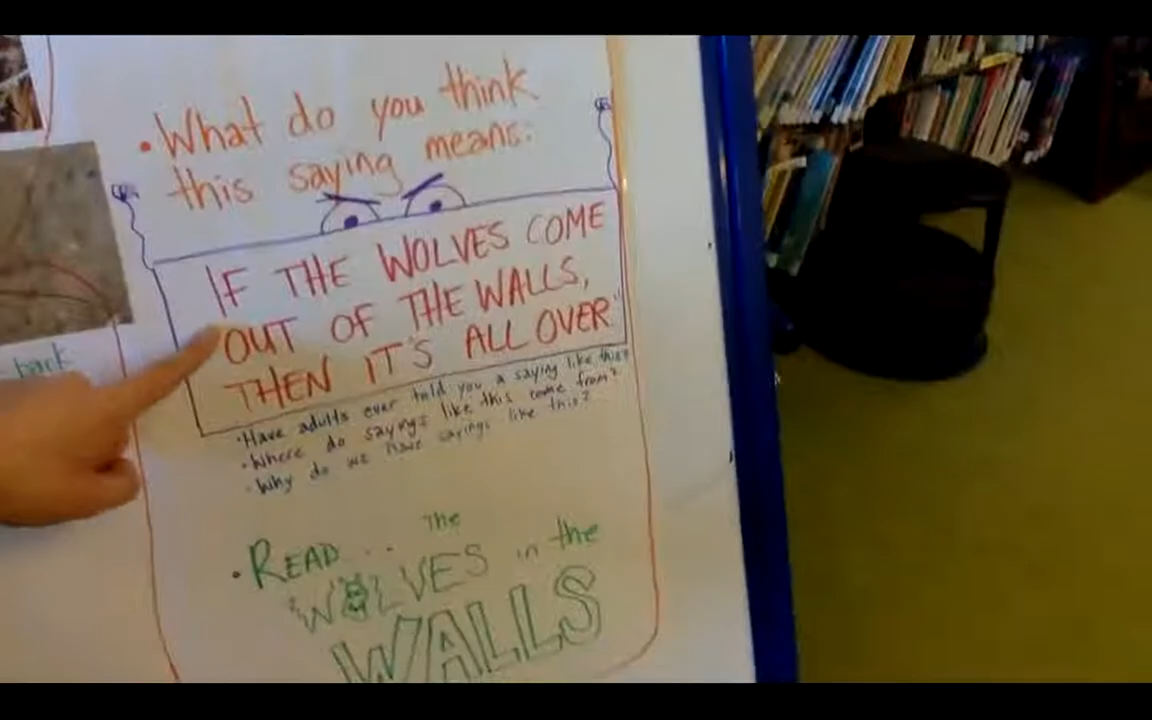 • What do you think
this saying means:
IF THE WOLVES COME
OUT OF THE WALLS,
THEN IT'S ALL OVER"
back
• Have adults ever told you a saying like this?
• Where do sayings like this come from?
• Why do we have sayings like this?
• READ... The
WOLVES in the
WALLS